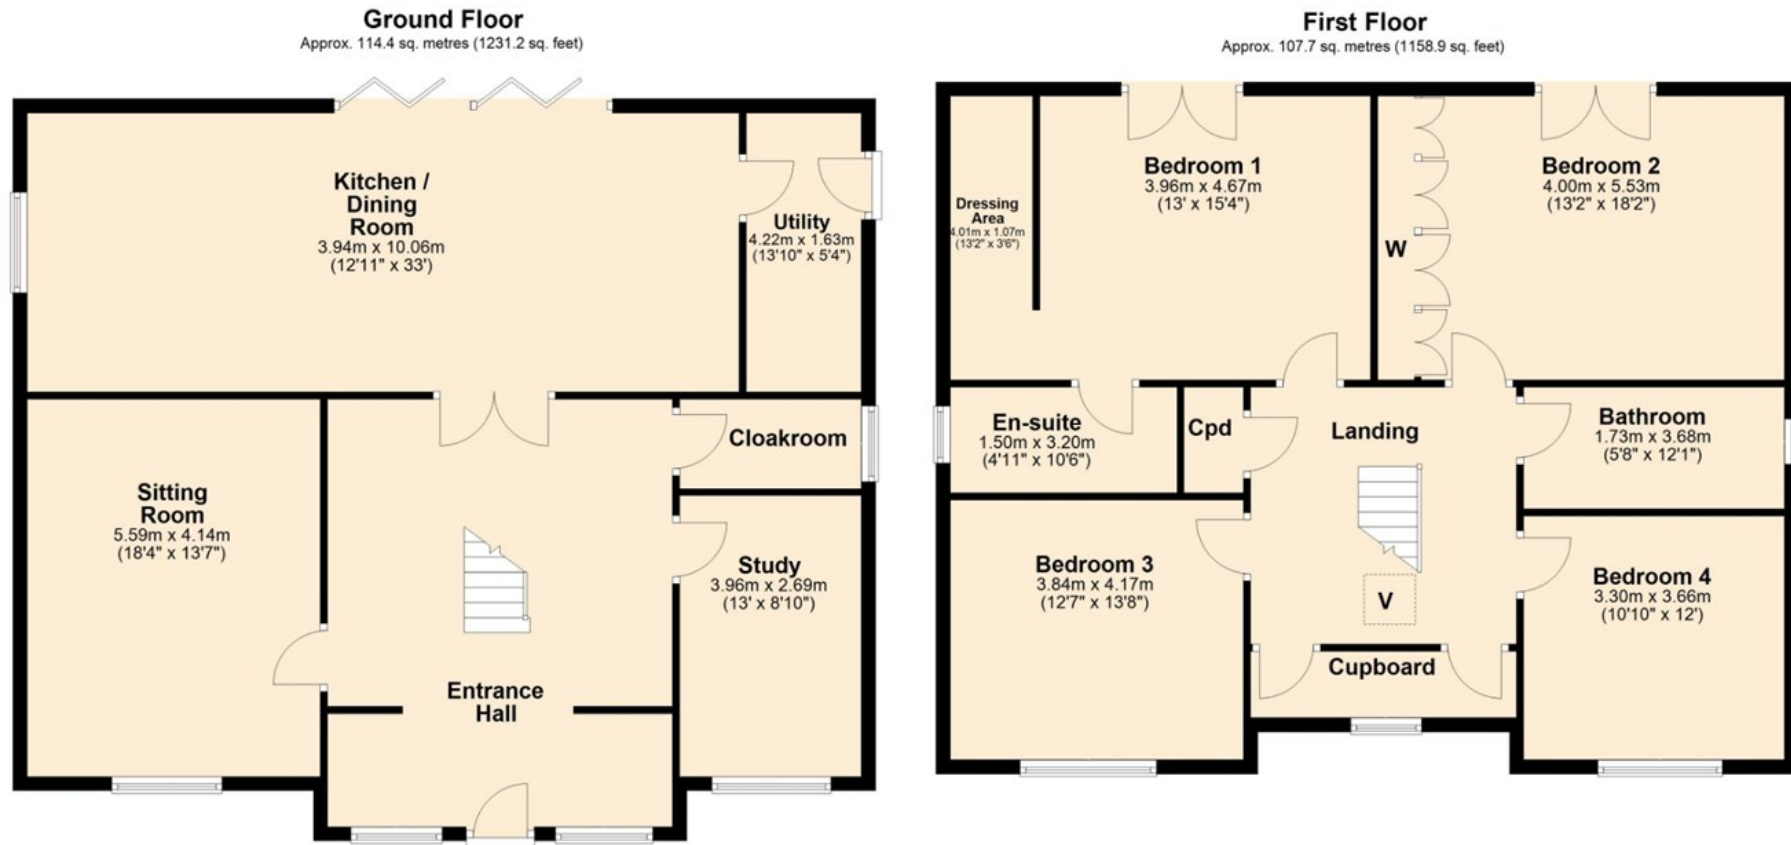 Ground Floor
Approx. 114.4 sq. metres (1231.2 sq. feet)
Kitchen /
Dining
Room
3.94m x 10.06m
(12'11" x 33')
Utility
4.22m x 1.63m
(13'10" x 5'4")
Cloakroom
Sitting
Room
5.59m x 4.14m
(18'4" x 13'7")
Study
3.96m x 2.69m
(13' x 8'10")
Entrance
Hall
First Floor
Approx. 107.7 sq. metres (1158.9 sq. feet)
Bedroom 1
3.96m x 4.67m
(13' x 15'4")
Bedroom 2
4.00m x 5.53m
(13'2" x 18'2")
Dressing
Area
4.01m x 1.07m
(13'2" x 3'6")
W
En-suite
1.50m x 3.20m
(4'11" x 10'6")
Cpd
Landing
Bathroom
1.73m x 3.68m
(5'8" x 12'1")
Bedroom 3
3.84m x 4.17m
(12'7" x 13'8")
V
Bedroom 4
3.30m x 3.66m
(10'10" x 12')
Cupboard